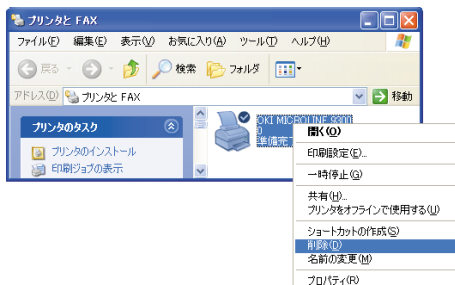 プリンタと FAX
ファイル(F) 編集(E) 表示(V) お気に入り(A) ツール(T) ヘルプ(H)
戻る 検索 フォルダ
アドレス(D) プリンタと FAX 移動
プリンタのタスク
プリンタのインストール
印刷ジョブの表示
OKI MICROLINE 9300
0
準備完了
開く(O)
印刷設定(E)...
一時停止(G)
共有(H)...
プリンタをオフラインで使用する(U)
ショートカットの作成(S)
削除(D)
名前の変更(M)
プロパティ(R)